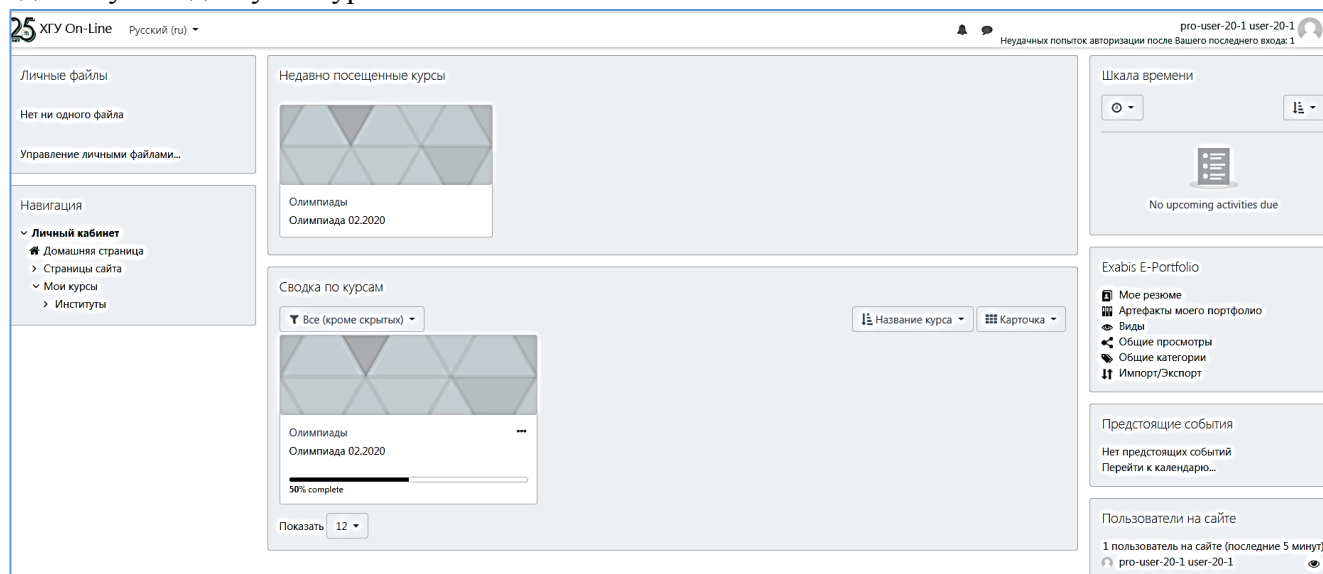 25 ХГУ On-Line Русский (ru)
pro-user-20-1 user-20-1
Неудачных попыток авторизации после Вашего последнего входа: 1
Личные файлы
Нет ни одного файла
Управление личными файлами...
Навигация
Личный кабинет
Домашняя страница
Страницы сайта
Мои курсы
Институты
Недавно посещенные курсы
Олимпиады
Олимпиада 02.2020
Сводка по курсам
Все (кроме скрытых) Название курса Карточка
Олимпиады
Олимпиада 02.2020
50% complete
Показать 12
Шкала времени
No upcoming activities due
Exabis E-Portfolio
Мое резюме
Артефакты моего портфолио
Виды
Общие просмотры
Общие категории
Импорт/Экспорт
Предстоящие события
Нет предстоящих событий
Перейти к календарю...
Пользователи на сайте
1 пользователь на сайте (последние 5 минут)
pro-user-20-1 user-20-1